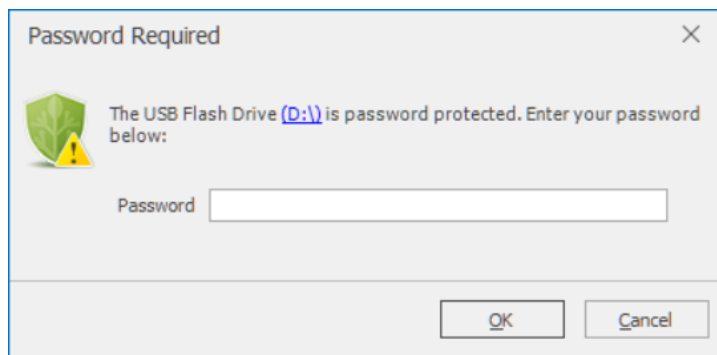 Password Required
The USB Flash Drive (D:\) is password protected. Enter your password
below:
Password
OK
Cancel